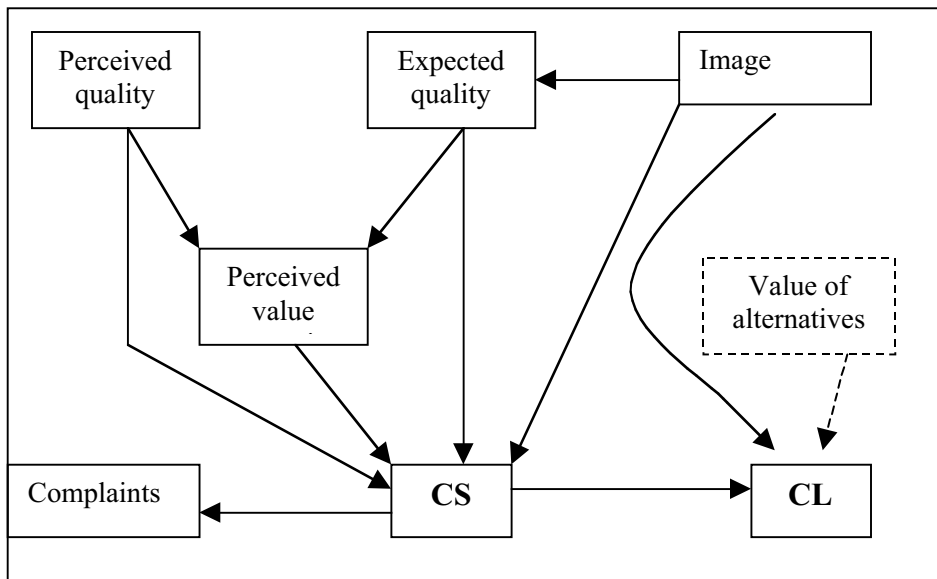 Perceived
quality
Expected
quality
Image
Perceived
value
Value of
alternatives
Complaints
CS
CL